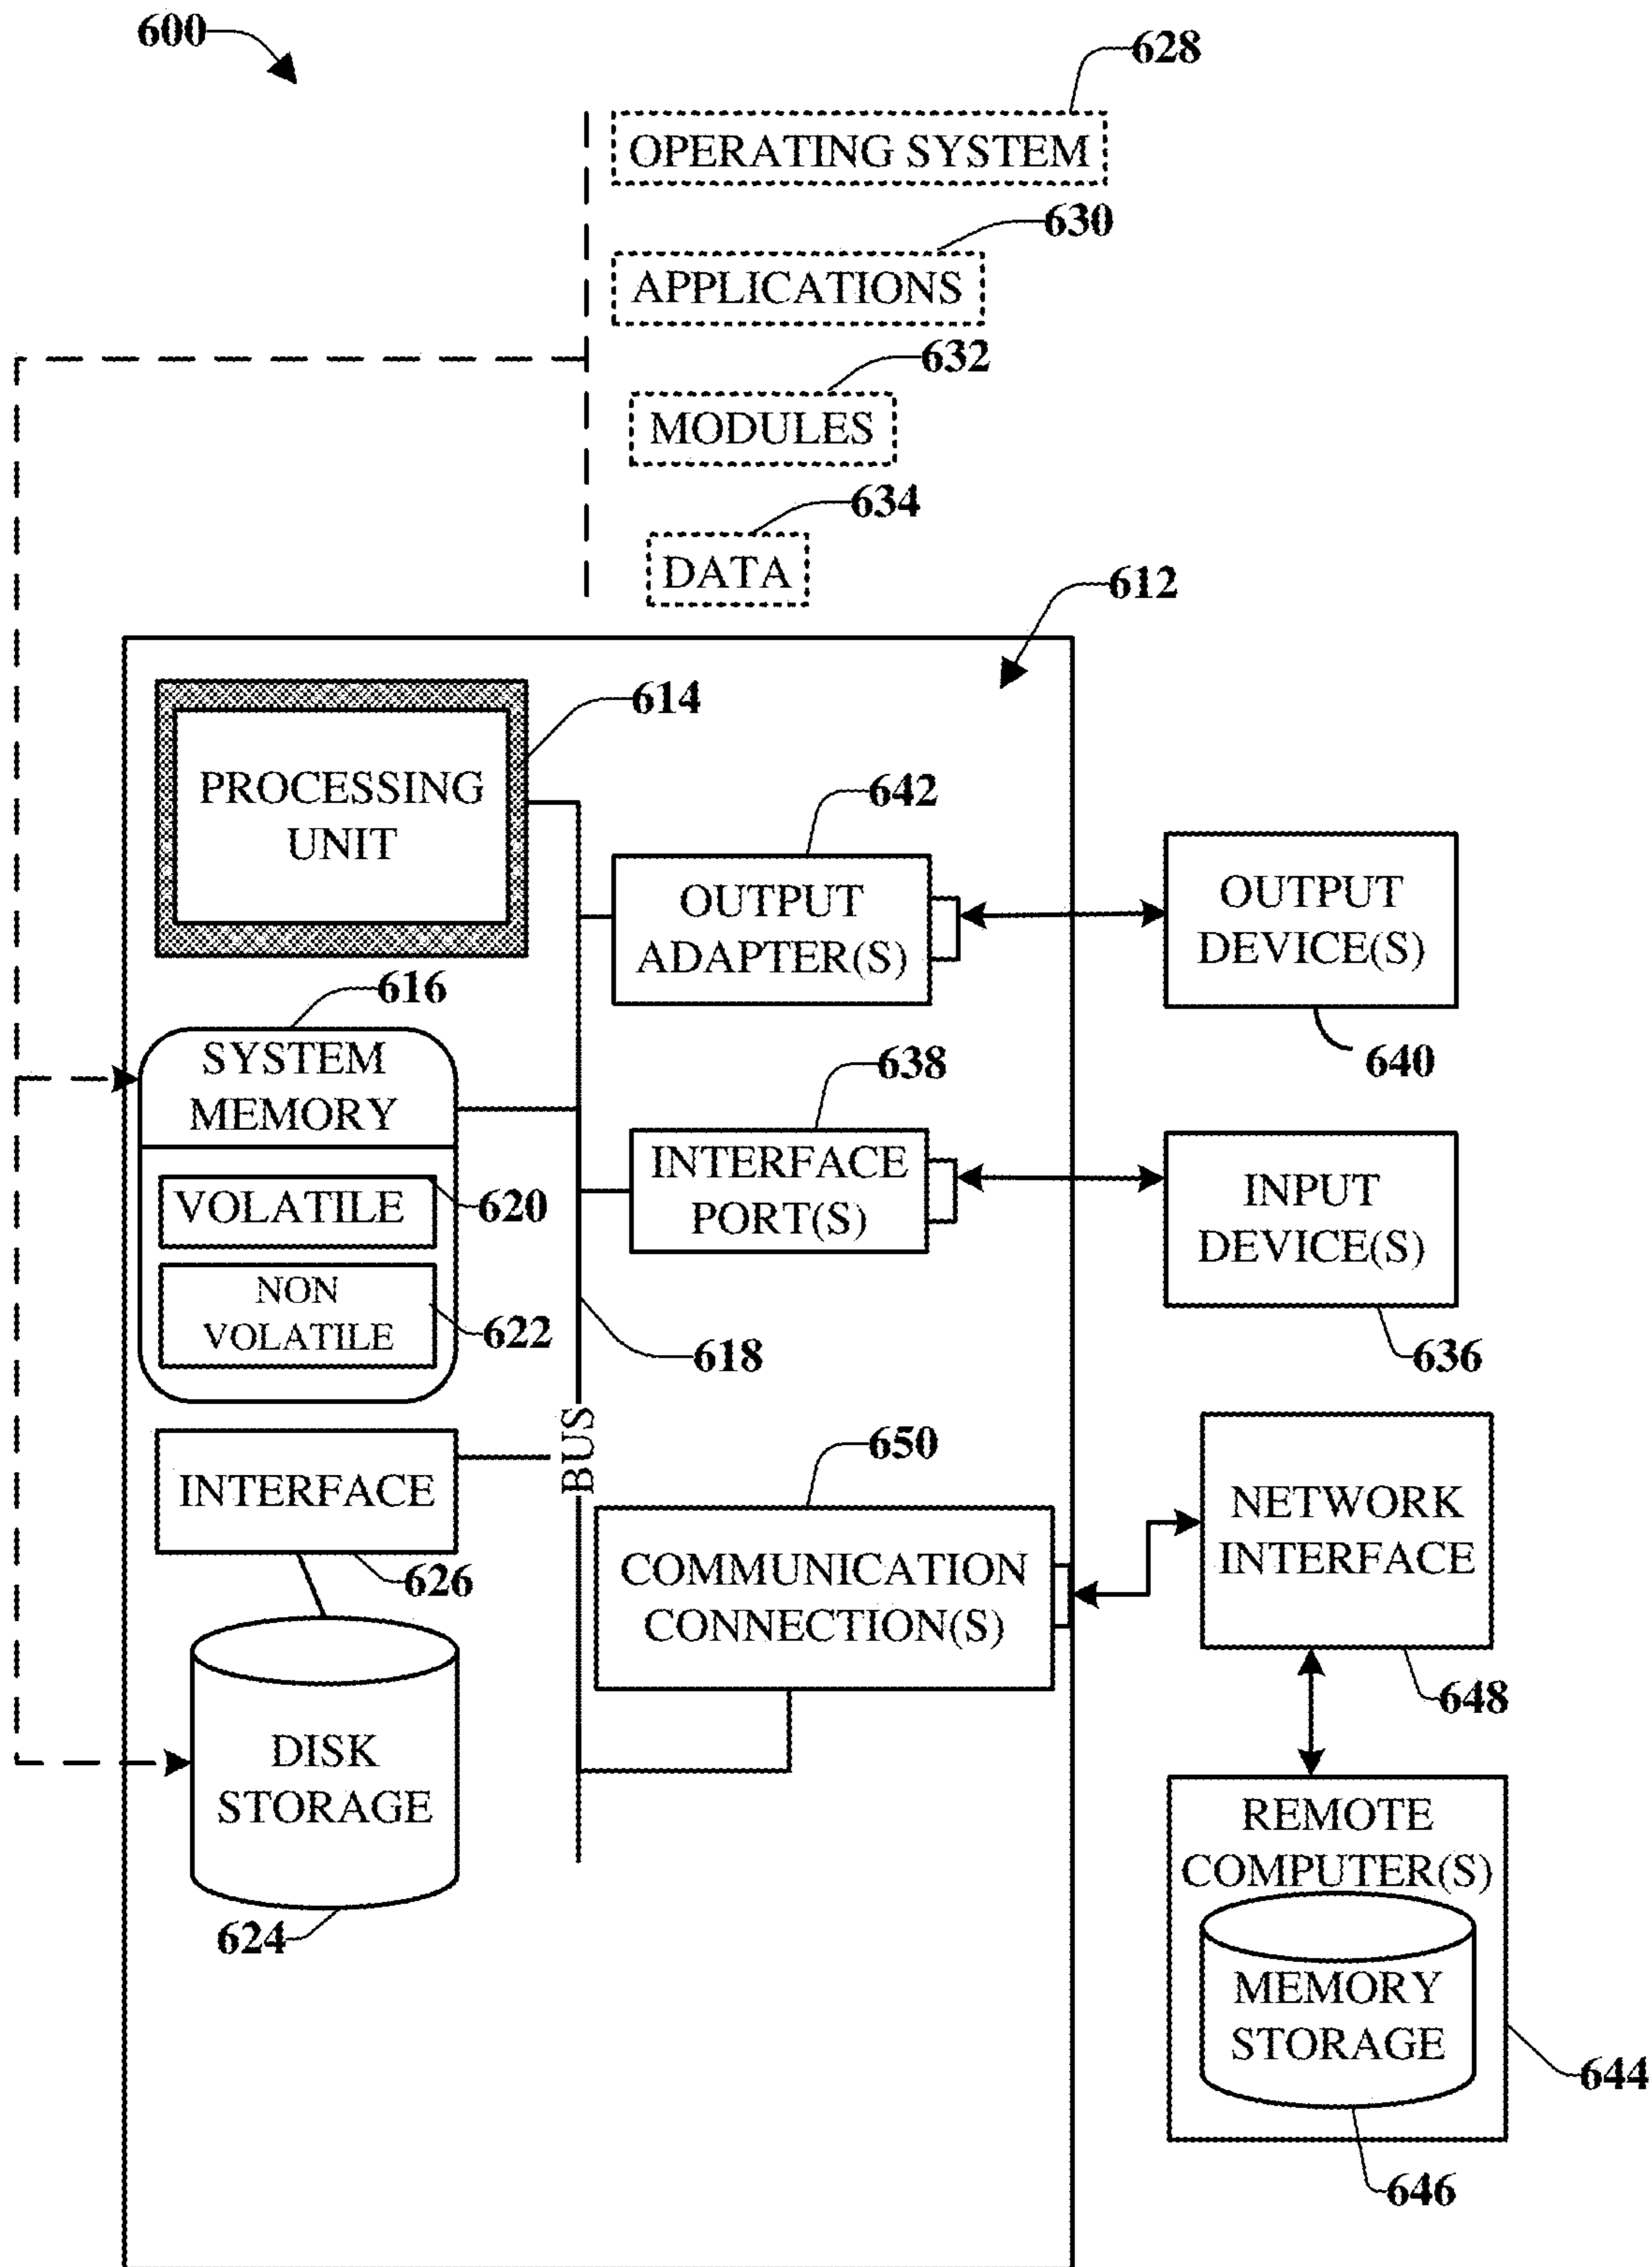 600
628
OPERATING SYSTEM
630
APPLICATIONS
632
MODULES
634
DATA
612
614
PROCESSING
UNIT
642
OUTPUT
ADAPTER(S)
OUTPUT
DEVICE(S)
640
616
SYSTEM
MEMORY
VOLATILE
620
NON
VOLATILE
622
638
INTERFACE
PORT(S)
INPUT
DEVICE(S)
636
618
BUS
INTERFACE
626
650
COMMUNICATION
CONNECTION(S)
NETWORK
INTERFACE
648
DISK
STORAGE
624
REMOTE
COMPUTER(S)
MEMORY
STORAGE
644
646